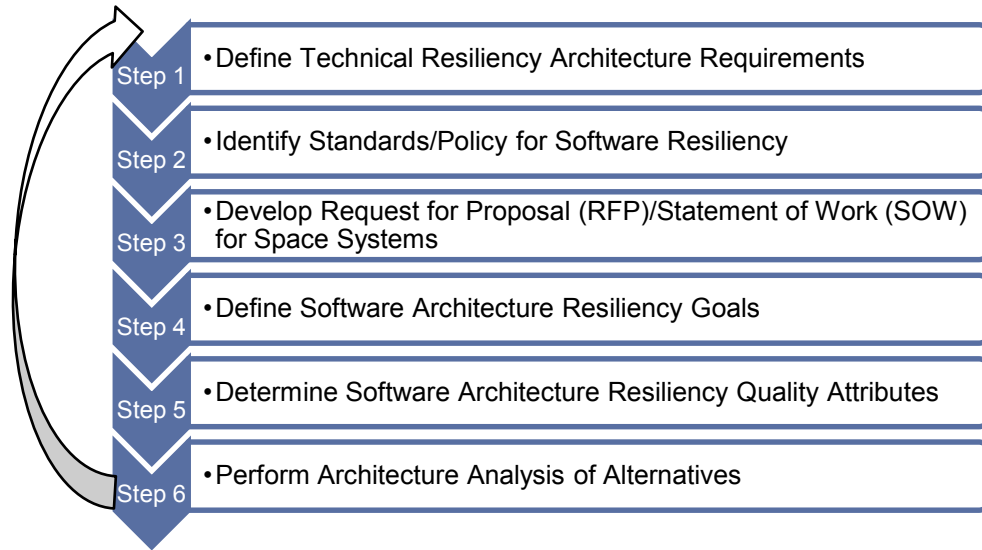 Step 1
•Define Technical Resiliency Architecture Requirements
Step 2
•Identify Standards/Policy for Software Resiliency
Step 3
•Develop Request for Proposal (RFP)/Statement of Work (SOW)
for Space Systems
Step 4
•Define Software Architecture Resiliency Goals
Step 5
•Determine Software Architecture Resiliency Quality Attributes
Step 6
•Perform Architecture Analysis of Alternatives